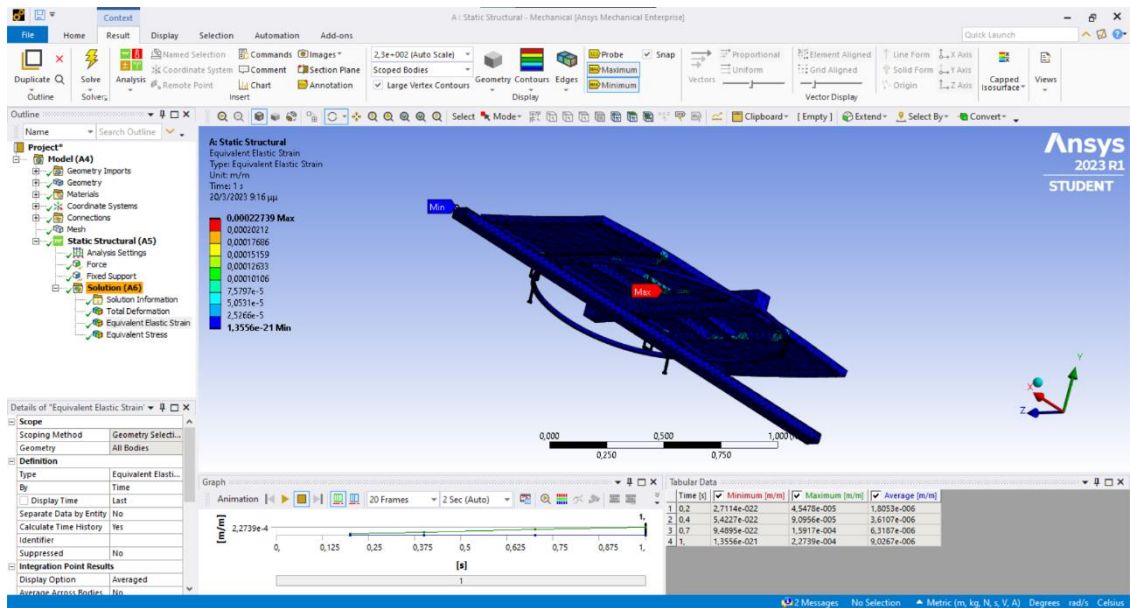 Context
A : Static Structural - Mechanical [Ansys Mechanical Enterprise]
File Home Result Display Selection Automation Add-ons
Quick Launch
Duplicate Q
Outline
Solve
Solver
Analysis
Named Selection
Coordinate System
Remote Point
Commands
Comment
Chart
Images
Section Plane
Annotation
Insert
2,3e+002 (Auto Scale)
Scoped Bodies
Large Vertex Contours
Geometry Contours Edges
Probe
Maximum
Minimum
Snap
Display
Vectors
Proportional
Uniform
Element Aligned
Grid Aligned
Line Form
Solid Form
Origin
X Axis
Y Axis
Z Axis
Vector Display
Capped
Isosurface
Views
Outline
Name Search Outline
Select Mode Clipboard [ Empty ] Extend Select By Convert
Project*
Model (A4)
Geometry Imports
Geometry
Materials
Coordinate Systems
Connections
Mesh
Static Structural (A5)
Analysis Settings
Force
Fixed Support
Solution (A6)
Solution Information
Total Deformation
Equivalent Elastic Strain
Equivalent Stress
A: Static Structural
Equivalent Elastic Strain
Type: Equivalent Elastic Strain
Unit: m/m
Time: 1 s
20/3/2023 9:16 μμ
0,00022739 Max
0,00020212
0,00017686
0,00015159
0,00012633
0,00010106
7,5797e-5
5,0531e-5
2,5266e-5
1,3556e-21 Min
Min
Max
Ansys
2023 R1
STUDENT
Y
X
Z
0,000 0,500 1,000
0,250 0,750
Details of "Equivalent Elastic Strain'
Scope
Scoping Method Geometry Selecti...
Geometry All Bodies
Definition
Type Equivalent Elasti...
By Time
Display Time Last
Separate Data by Entity No
Calculate Time History Yes
Identifier
Suppressed No
Integration Point Results
Display Option Averaged
Average Across Bodies No
Graph
Animation 20 Frames 2 Sec (Auto)
[m/m]
2,2739e-4
1,
0, 0,125 0,25 0,375 0,5 0,625 0,75 0,875 1,
[s]
1
Tabular Data
Time [s] Minimum [m/m] Maximum [m/m] Average [m/m]
1 0,2 2,7114e-022 4,5478e-005 1,8053e-006
2 0,4 5,4227e-022 9,0956e-005 3,6107e-006
3 0,7 9,4895e-022 1,5917e-004 6,3187e-006
4 1, 1,3556e-021 2,2739e-004 9,0267e-006
2 Messages No Selection Metric (m, kg, N, s, V, A) Degrees rad/s Celsius